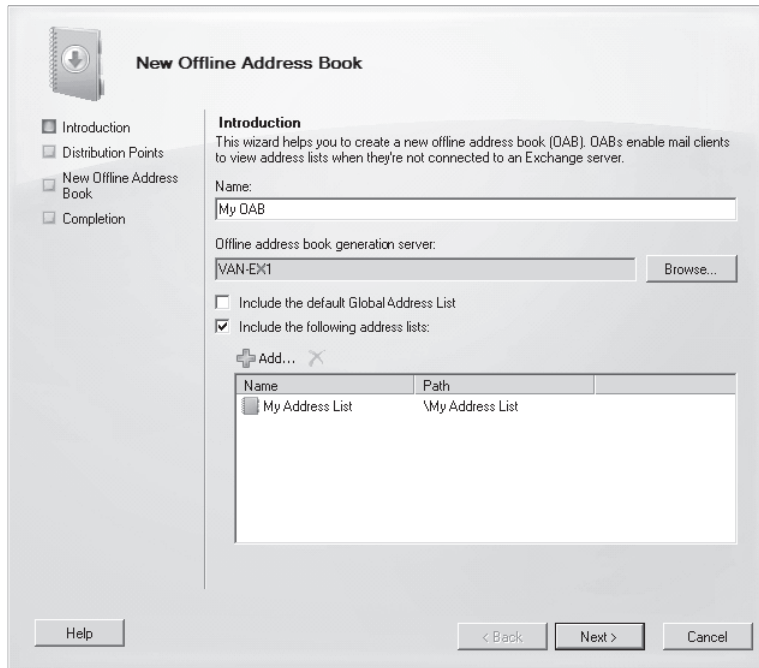 New Offline Address Book
Introduction
Distribution Points
New Offline Address
Book
Completion
Introduction
This wizard helps you to create a new offline address book (OAB). OABs enable mail clients
to view address lists when they're not connected to an Exchange server.
Name:
My OAB
Offline address book generation server:
VAN-EX1
Browse...
Include the default Global Address List
Include the following address lists:
Add...
Name Path
My Address List \My Address List
Help
< Back Next > Cancel